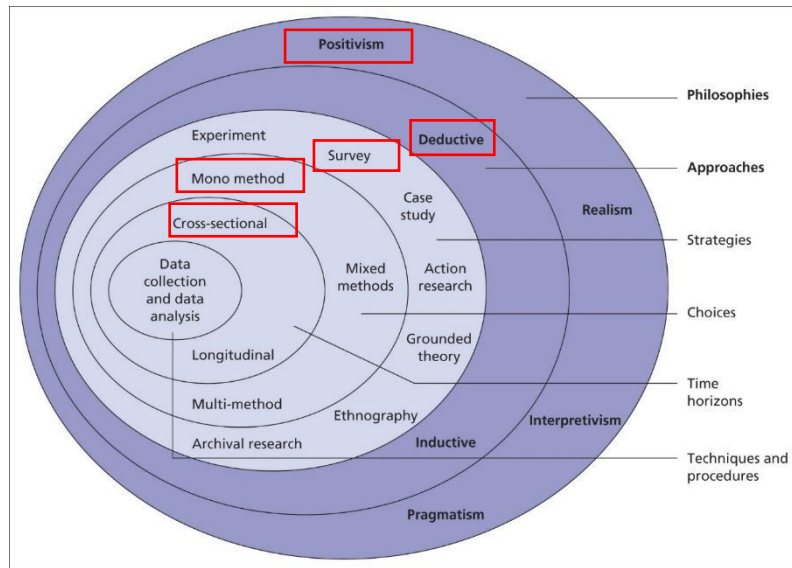 Positivism
Philosophies
Experiment
Deductive
Survey
Approaches
Mono method
Case
study
Realism
Cross-sectional
Strategies
Data
collection
and data
analysis
Mixed
methods
Action
research
Choices
Grounded
theory
Longitudinal
Time
horizons
Multi-method
Ethnography
Interpretivism
Archival research
Inductive
Techniques and
procedures
Pragmatism